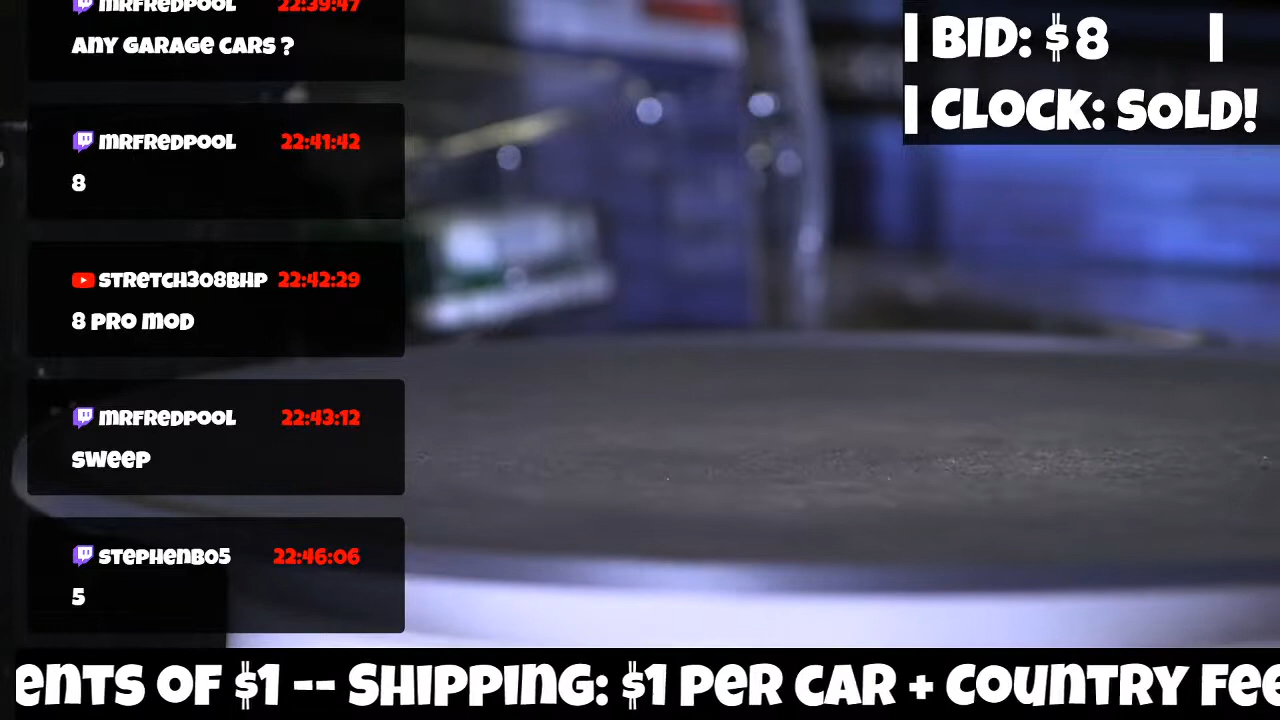 mrfredpool 22:39:47
any garage cars ?
mrfredpool 22:41:42
8
stretch308bhp 22:42:29
8 pro mod
mrfredpool 22:43:12
sweep
stephenb05 22:46:06
5
| BID: $8 |
| CLOCK: SOLD!
ents of $1 -- Shipping: $1 per car + Country Fee